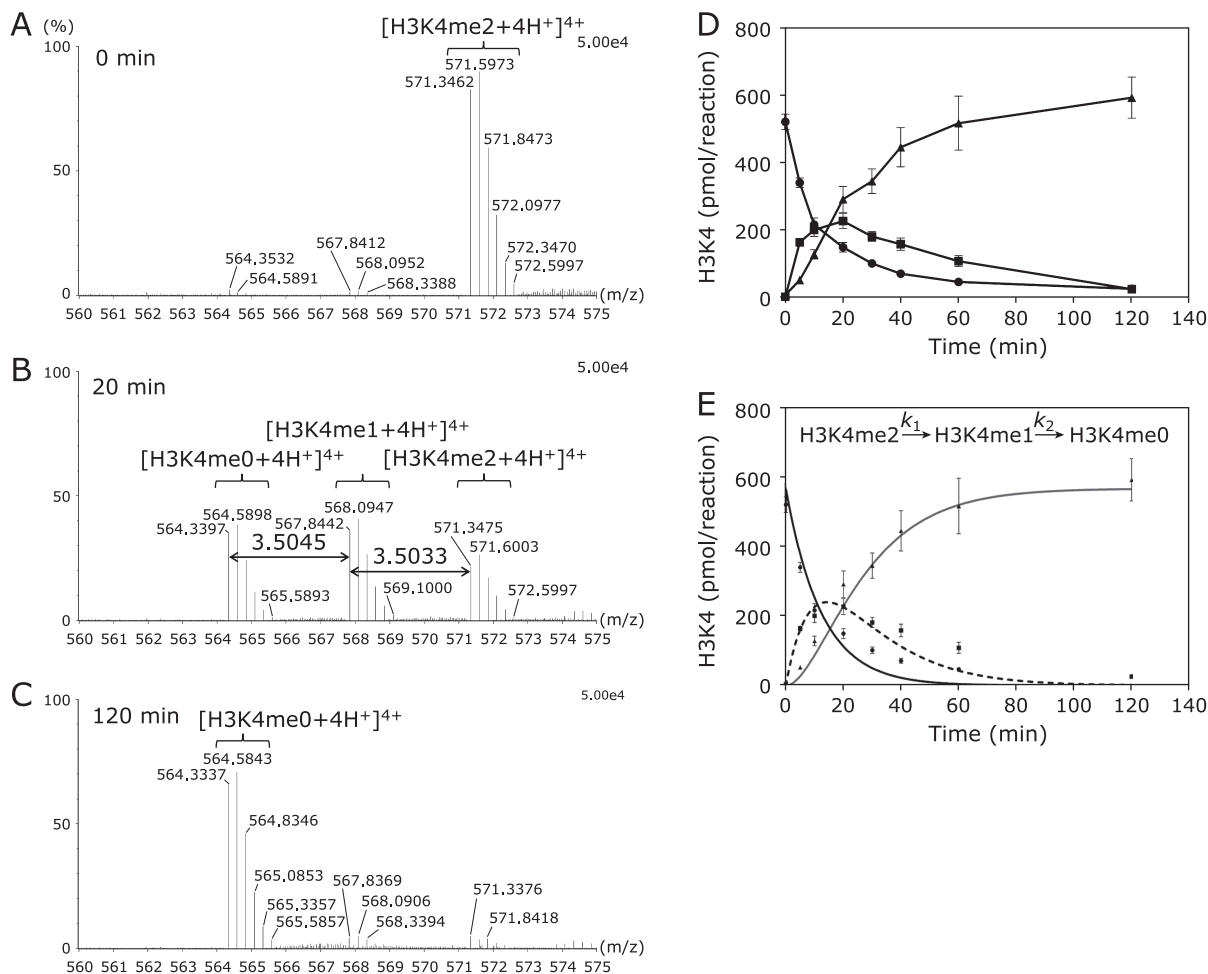 A
(%)
[H3K4me2+4H⁺]⁴⁺
5.00e4
100
0 min
571.5973
571.3462
571.8473
50
572.0977
564.3532
567.8412
572.3470
564.5891
568.0952
572.5997
568.3388
0
(m/z)
560 561 562 563 564 565 566 567 568 569 570 571 572 573 574 575
B
5.00e4
100
20 min
[H3K4me1+4H⁺]⁴⁺
[H3K4me0+4H⁺]⁴⁺ [H3K4me2+4H⁺]⁴⁺
50
564.5898 568.0947
564.3397 567.8442
571.3475
3.5045 3.5033
571.6003
565.5893 569.1000 572.5997
0
(m/z)
560 561 562 563 564 565 566 567 568 569 570 571 572 573 574 575
C
5.00e4
100
120 min
[H3K4me0+4H⁺]⁴⁺
564.5843
564.3337
50
564.8346
565.0853
567.8369
571.3376
565.3357
568.0906
565.5857
568.3394
571.8418
0
(m/z)
560 561 562 563 564 565 566 567 568 569 570 571 572 573 574 575
D
H3K4 (pmol/reaction)
800
600
400
200
0
0 20 40 60 80 100 120 140
Time (min)
E
H3K4 (pmol/reaction)
800
k1 k2
H3K4me2 → H3K4me1 → H3K4me0
600
400
200
0
0 20 40 60 80 100 120 140
Time (min)